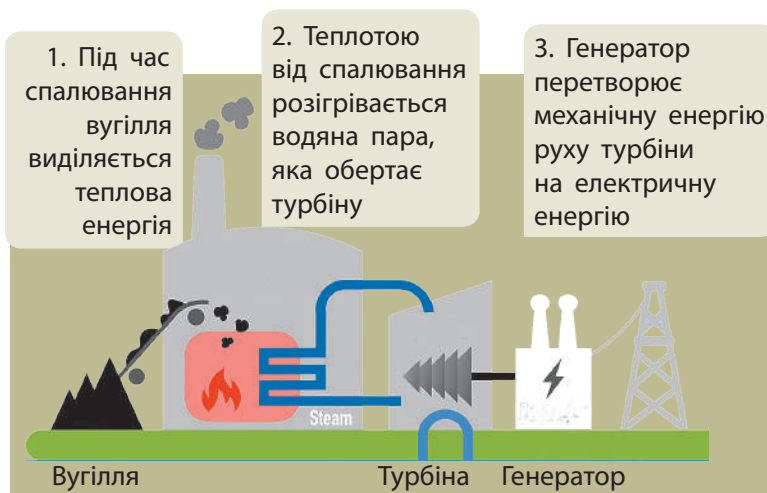 1. Під час
спалювання
вугілля
виділяється
теплова
енергія
2. Теплотою
від спалювання
розігрівається
водяна пара,
яка обертає
турбіну
3. Генератор
перетворює
механічну енергію
руху турбіни
на електричну
енергію
Steam
Вугілля
Турбіна
Генератор